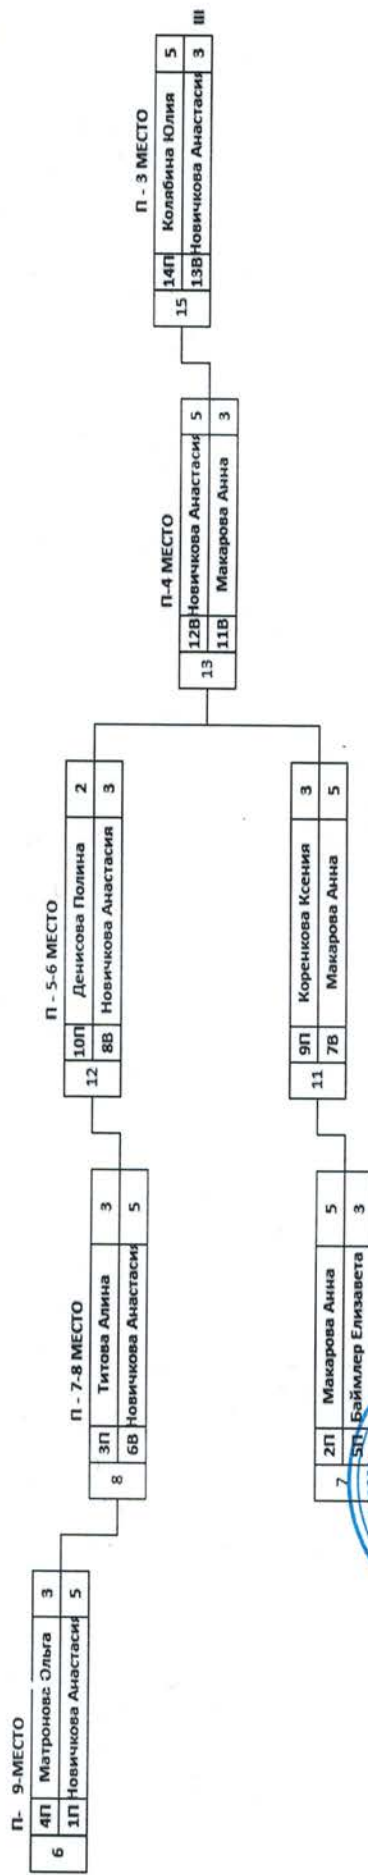 П- 9-МЕСТО
6
4П Матронова Ольга 3
1П Новичкова Анастасия 5
П - 7-8 МЕСТО
8
3П Титова Алина 3
6В Новичкова Анастасия 5
7
2П Макарова Анна 5
5П Баймлер Елизавета 3
П - 5-6 МЕСТО
12
10П Денисова Полина 2
8В Новичкова Анастасия 3
11
9П Коренкова Ксения 3
7В Макарова Анна 5
П-4 МЕСТО
13
12В Новичкова Анастасия 5
11В Макарова Анна 3
П - 3 МЕСТО
15
14П Колябина Юлия 5
13В Новичкова Анастасия 3
III